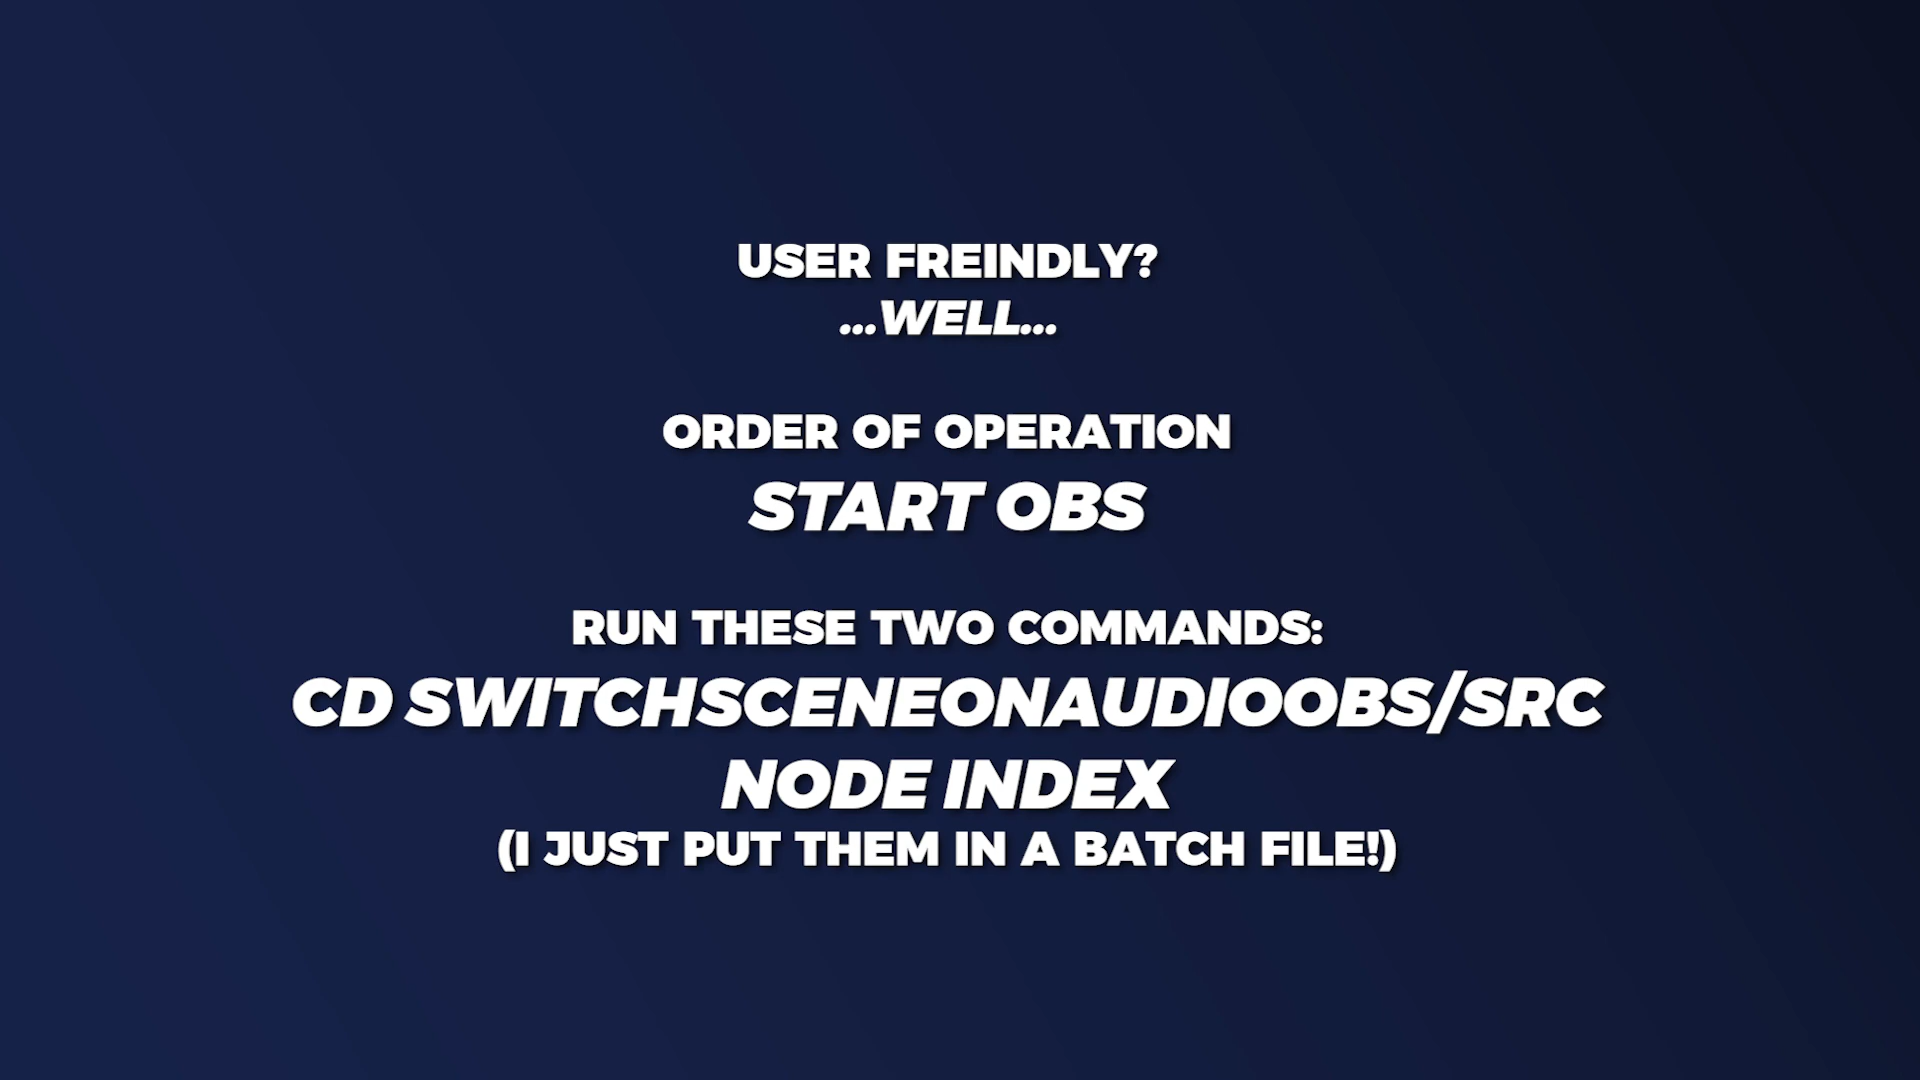 USER FREINDLY?
...WELL...
ORDER OF OPERATION
START OBS
RUN THESE TWO COMMANDS:
CD SWITCHSCENEONAUDIOOBS/SRC
NODE INDEX
(I JUST PUT THEM IN A BATCH FILE!)